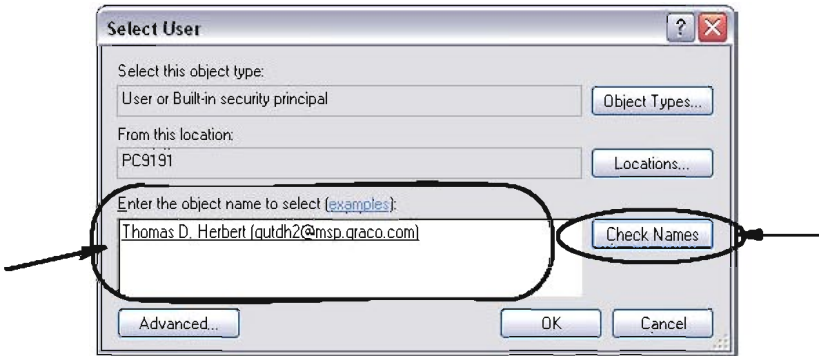 Select User
Select this object type:
User or Built-in security principal
Object Types...
From this location:
PC9191
Locations...
Enter the object name to select (examples):
Thomas D. Herbert (gutdh2@msp.graco.com)
Check Names
Advanced...
OK
Cancel